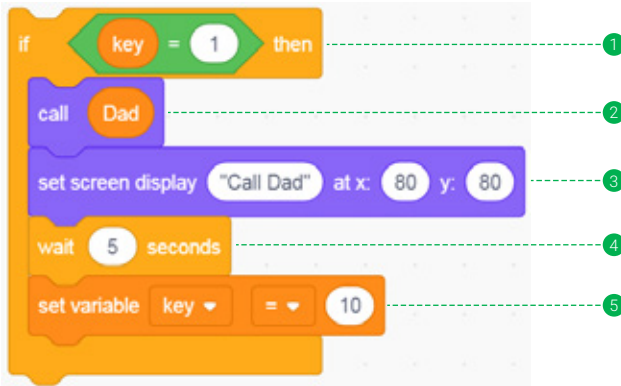 if key = 1 then 1
call Dad 2
set screen display "Call Dad" at x: 80 y: 80 3
wait 5 seconds 4
set variable key = 10 5